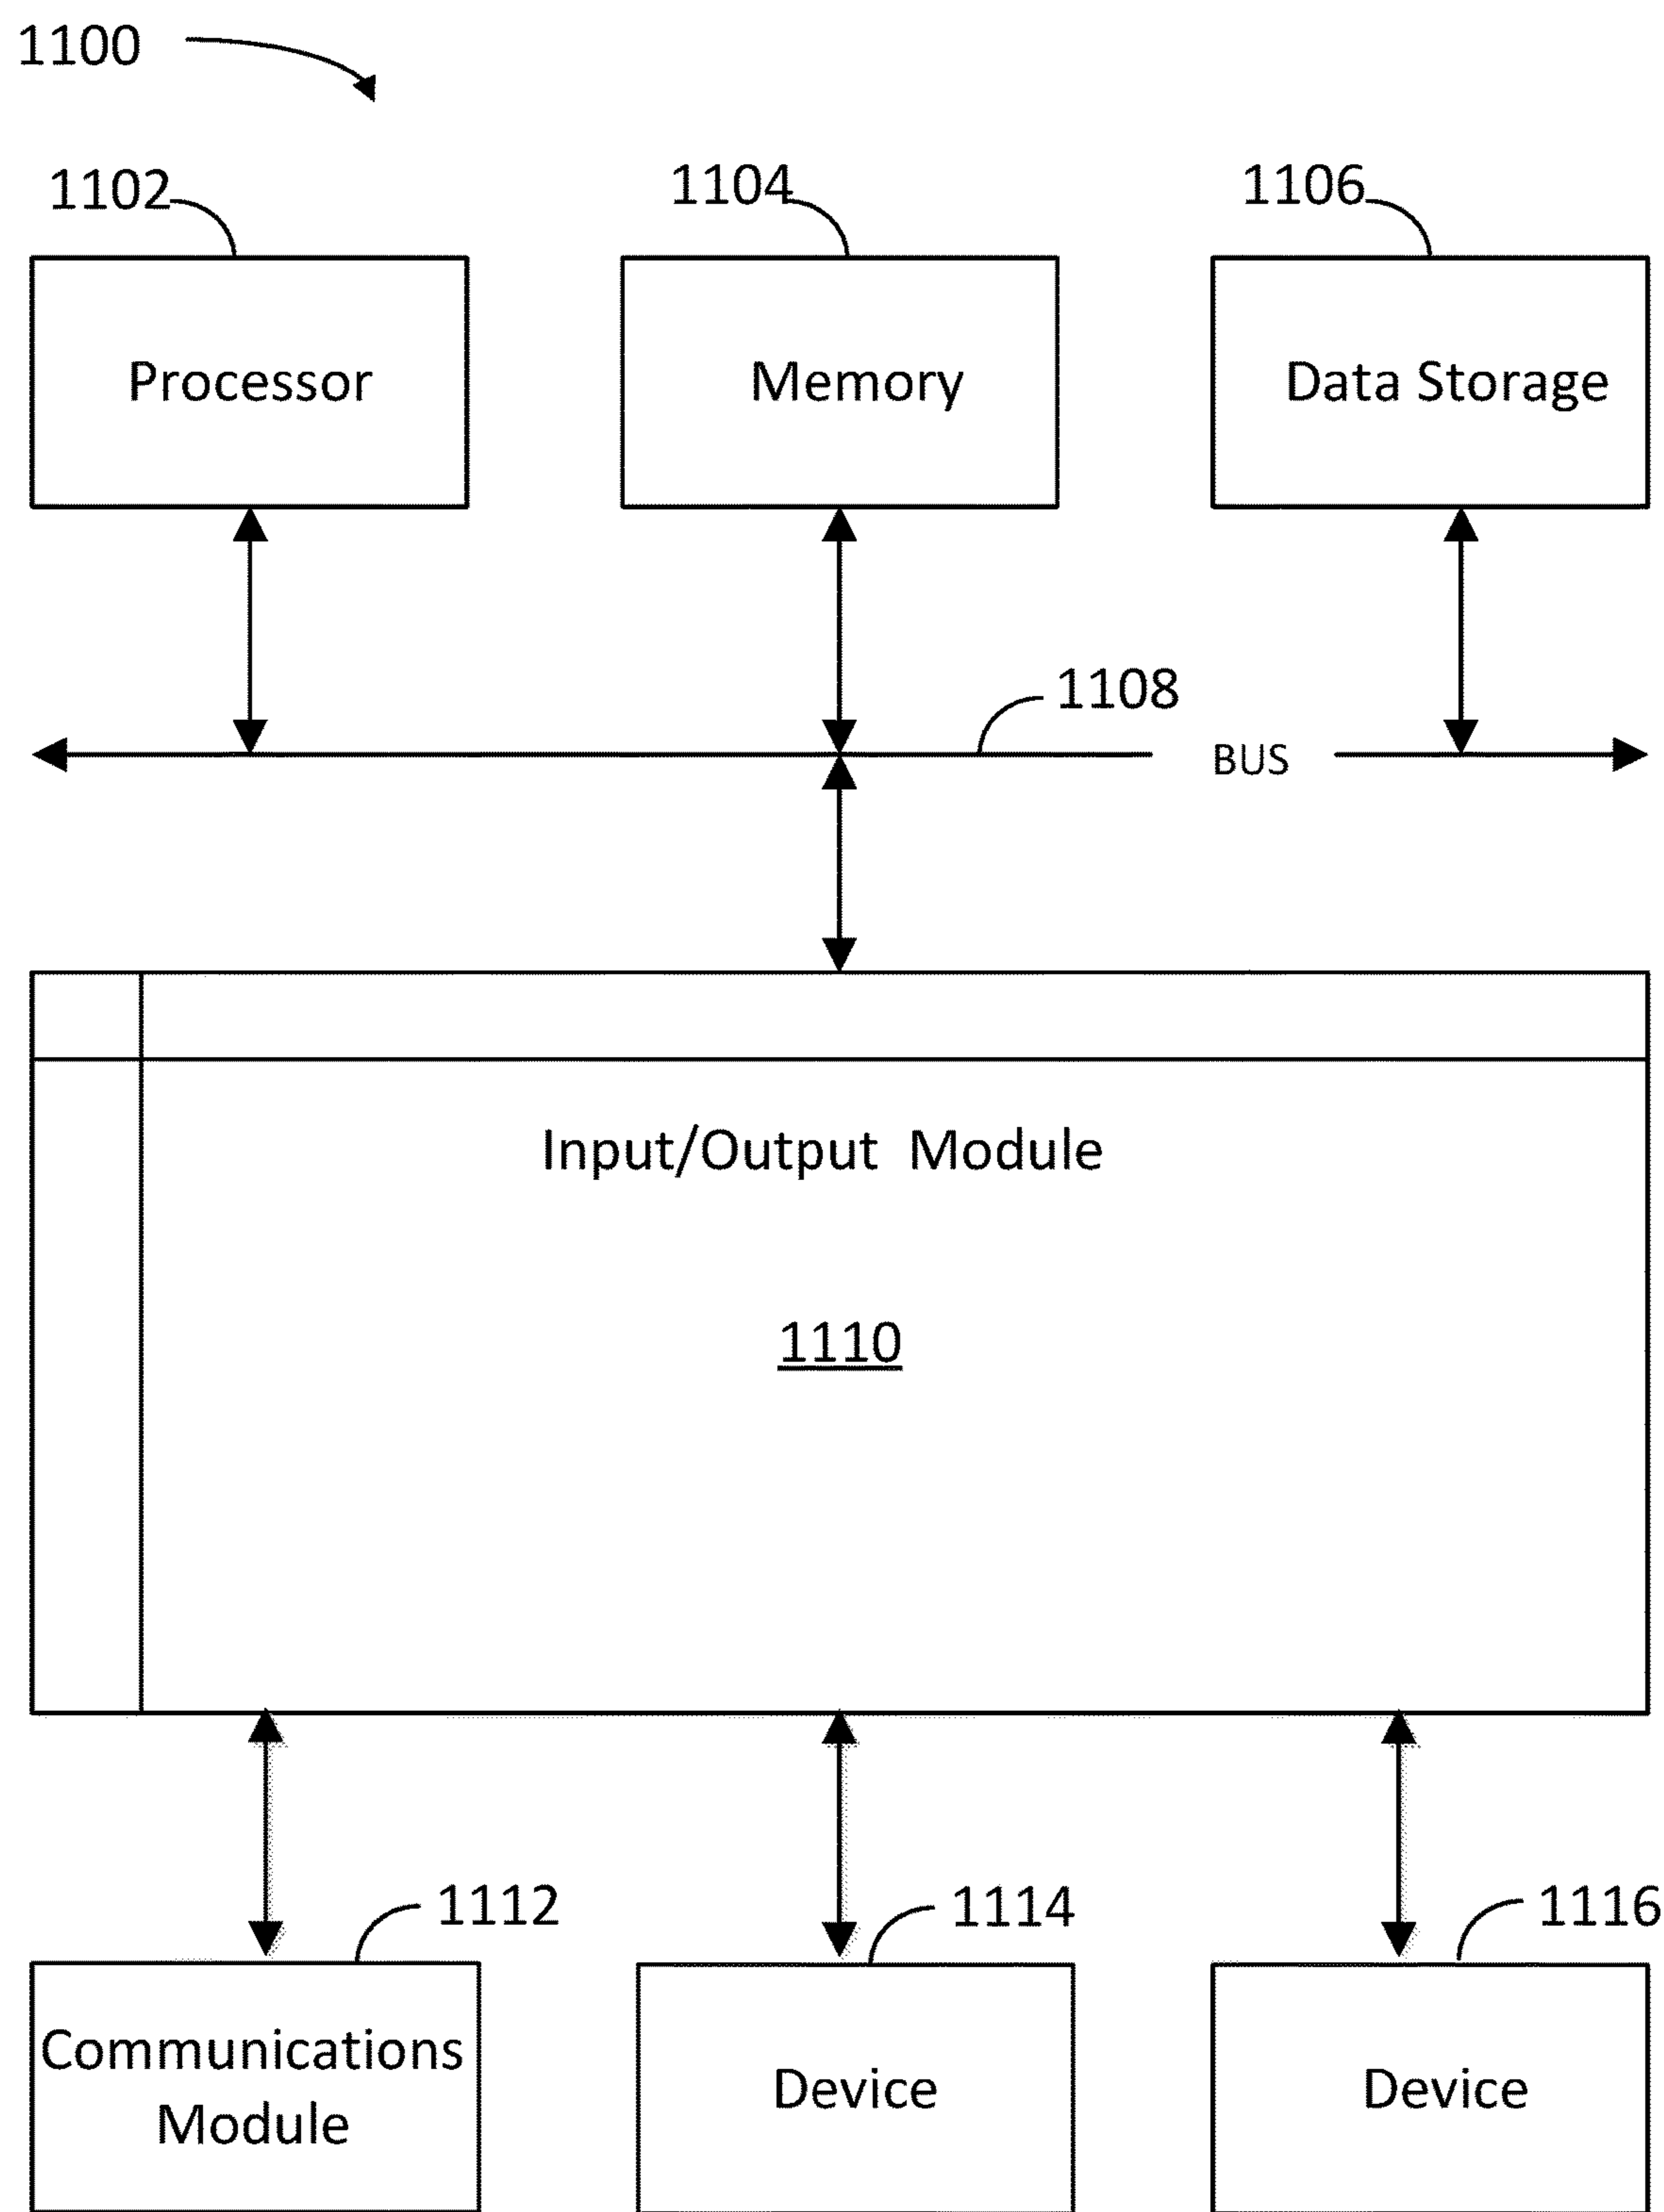 1100
1102
1104
1106
Processor
Memory
Data Storage
1108
BUS
Input/Output Module
1110
1112
1114
1116
Communications
Module
Device
Device